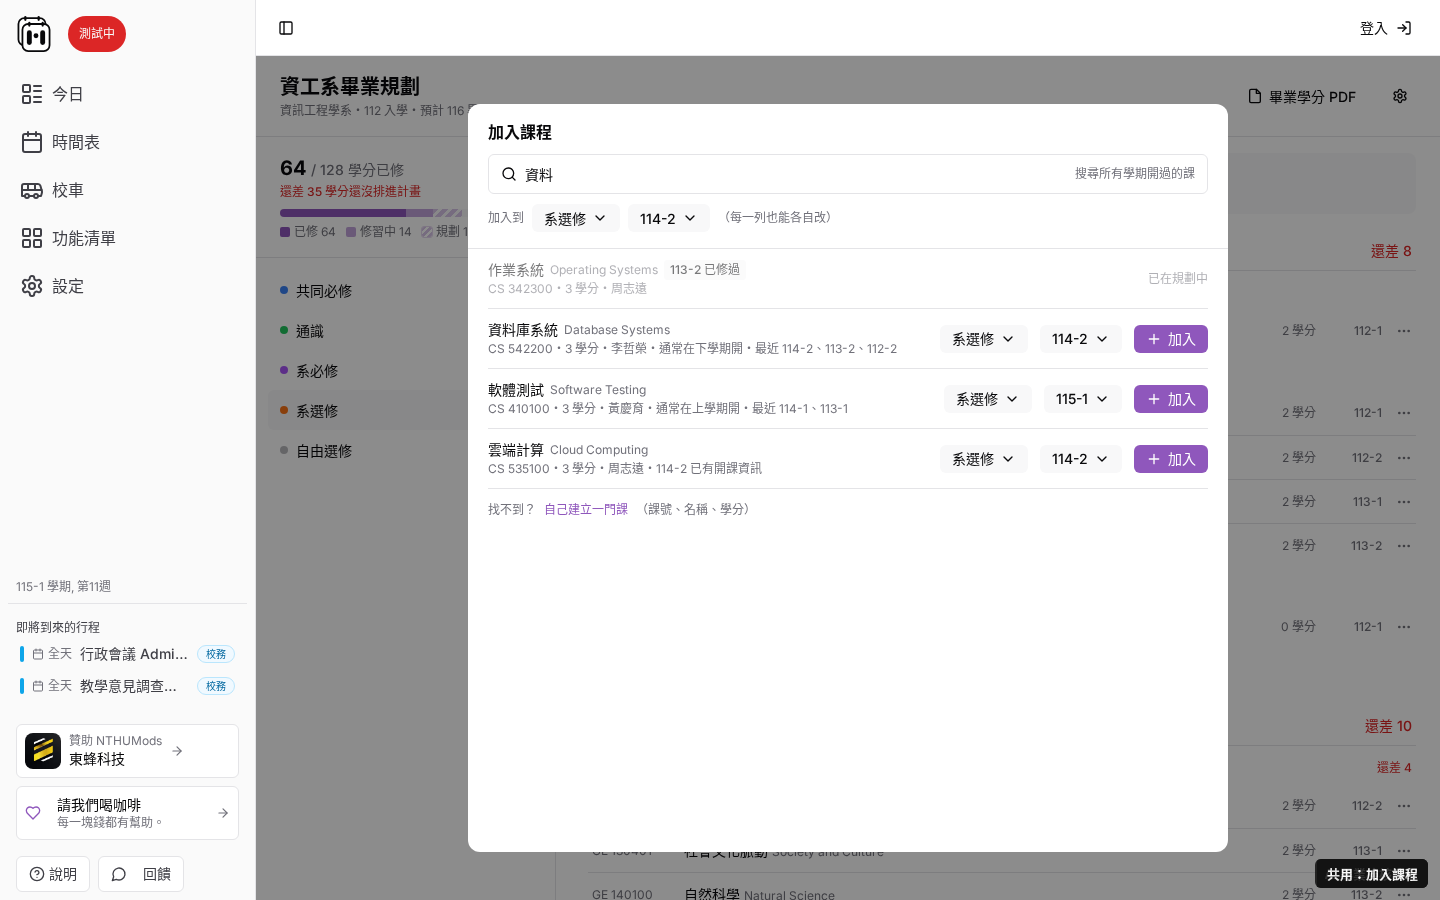 測試中
今日
時間表
校車
功能清單
設定
115-1 學期, 第11週
即將到來的行程
全天 行政會議 Admi... 校務
全天 教學意見調查... 校務
贊助 NTHUMods
東蜂科技
請我們喝咖啡
每一塊錢都有幫助。
說明
回饋
登入
資工系畢業規劃
資訊工程學系・112 入學・預計 116
畢業學分 PDF
64 / 128 學分已修
還差 35 學分還沒排進計畫
已修 64 修習中 14 規劃 1
共同必修
通識
系必修
系選修
自由選修
加入課程
資料
搜尋所有學期開過的課
加入到 系選修 114-2 （每一列也能各自改）
作業系統 Operating Systems 113-2 已修過
CS 342300・3 學分・周志遠
已在規劃中
資料庫系統 Database Systems
CS 542200・3 學分・李哲榮・通常在下學期開・最近 114-2、113-2、112-2
系選修 114-2 加入
軟體測試 Software Testing
CS 410100・3 學分・黃慶育・通常在上學期開・最近 114-1、113-1
系選修 115-1 加入
雲端計算 Cloud Computing
CS 535100・3 學分・周志遠・114-2 已有開課資訊
系選修 114-2 加入
找不到？ 自己建立一門課 （課號、名稱、學分）
還差 8
2 學分 112-1
2 學分 112-1
2 學分 112-2
2 學分 113-1
2 學分 113-2
0 學分 112-1
還差 10
還差 4
2 學分 112-2
社會文化脈動 Society and Culture 2 學分 113-1
GE 140100 自然科學 Natural Science 2 學分 113-2
共用：加入課程